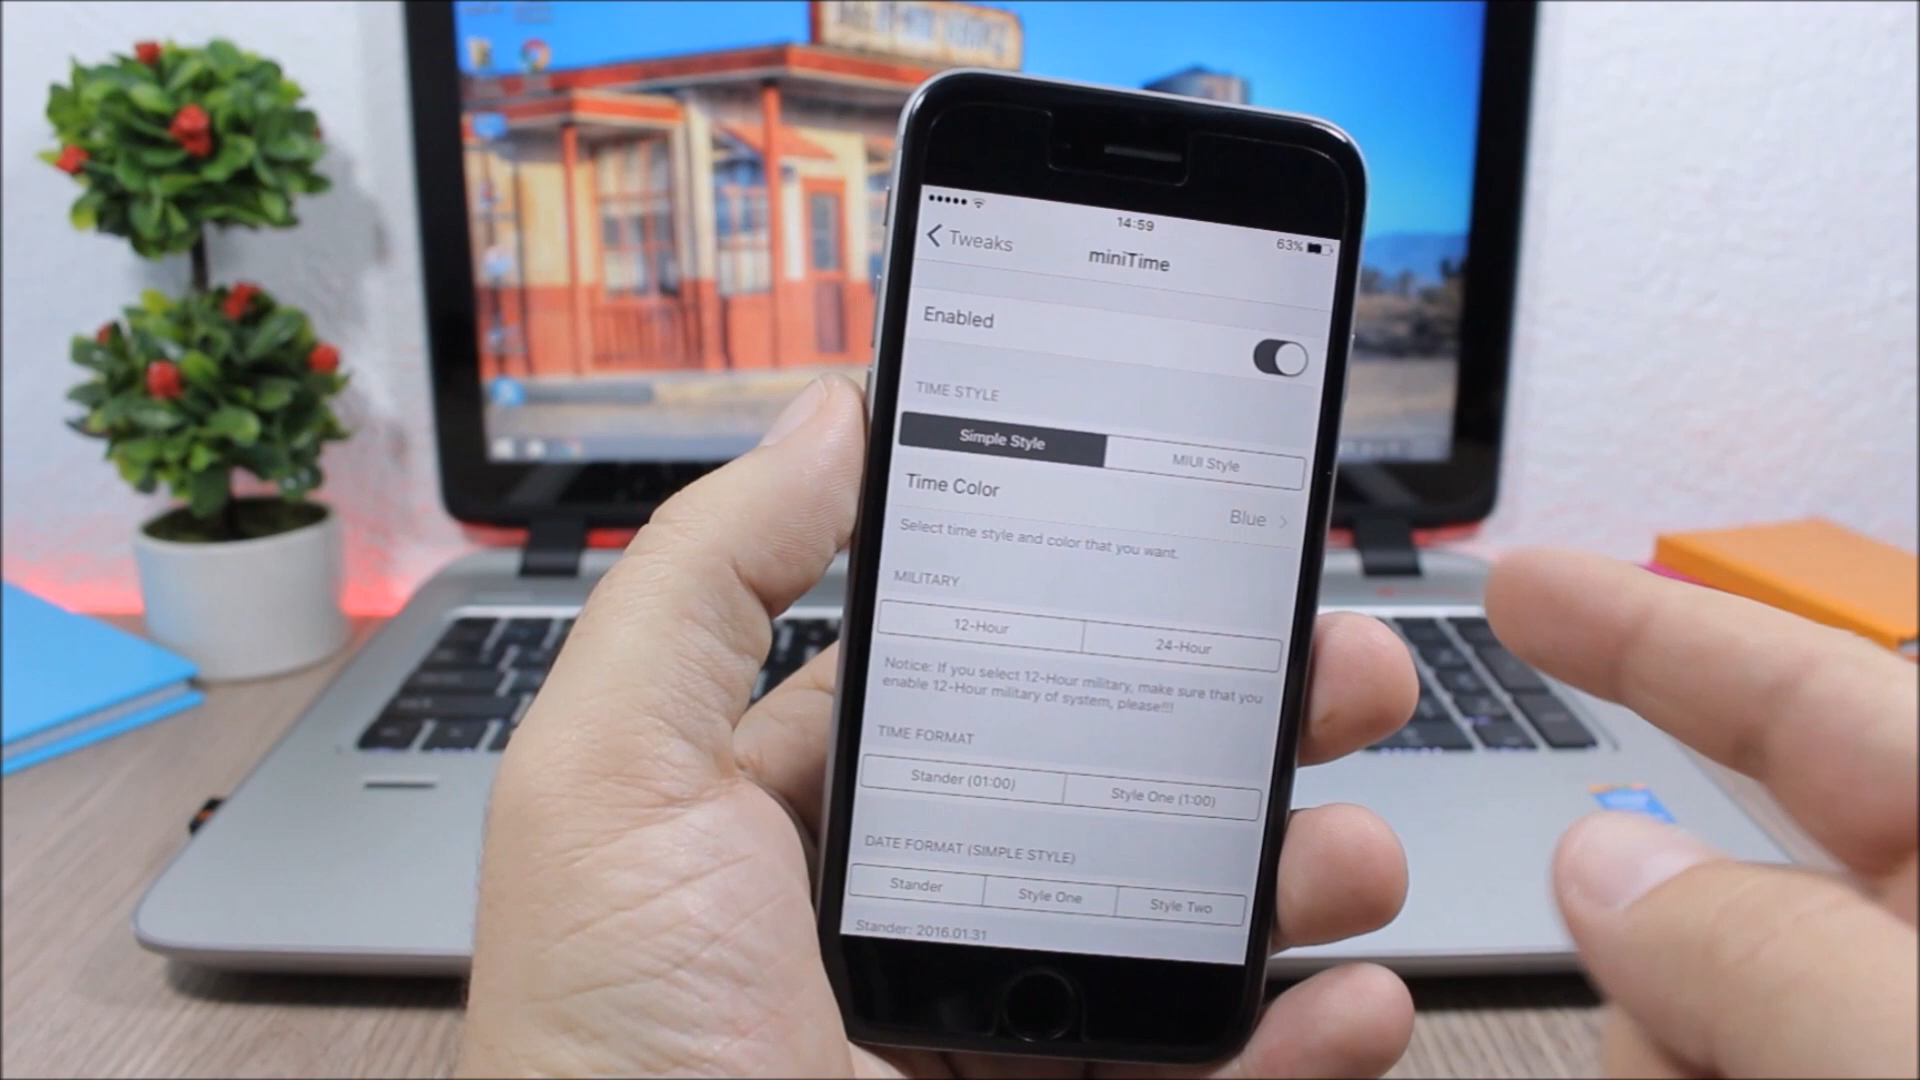 14:59
63%
Tweaks
miniTime
Enabled
TIME STYLE
Simple Style
MIUI Style
Time Color
Blue
Select time style and color that you want.
MILITARY
12-Hour
24-Hour
Notice: If you select 12-Hour military, make sure that you
enable 12-Hour military of system, please!!!
TIME FORMAT
Stander (01:00)
Style One (1:00)
DATE FORMAT (SIMPLE STYLE)
Stander
Style One
Style Two
Stander: 2016.01.31